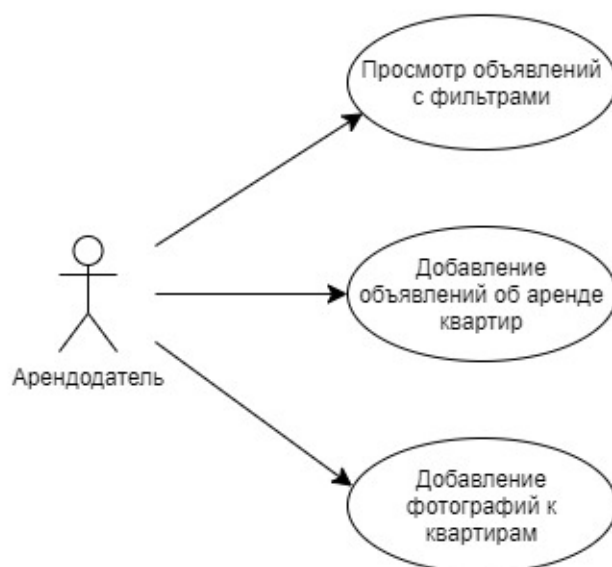 Просмотр объявлений
с фильтрами
Добавление
объявлений об аренде
квартир
Арендодатель
Добавление
фотографий к
квартирам